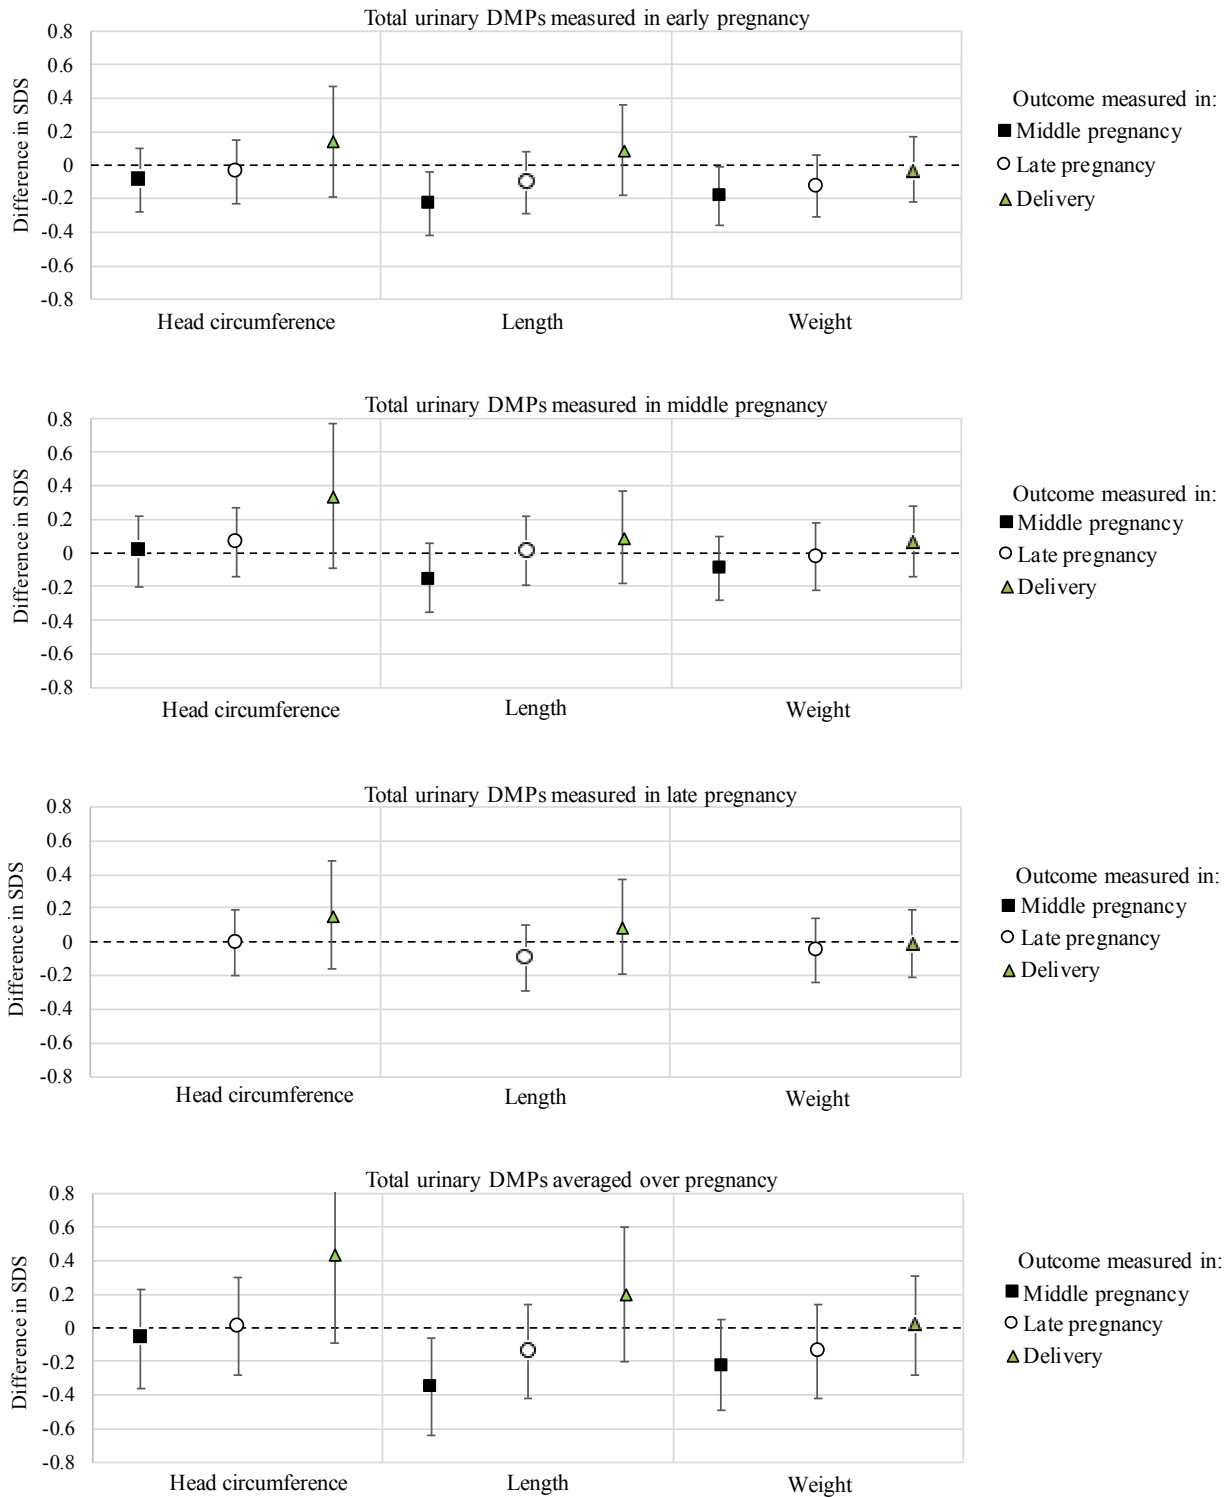 Total urinary DMPs measured in early pregnancy
0.8
0.6
0.4
0.2
0
-0.2
-0.4
-0.6
-0.8
Difference in SDS
Head circumference
Length
Weight
Outcome measured in:
Middle pregnancy
Late pregnancy
Delivery
Total urinary DMPs measured in middle pregnancy
0.8
0.6
0.4
0.2
0
-0.2
-0.4
-0.6
-0.8
Difference in SDS
Head circumference
Length
Weight
Outcome measured in:
Middle pregnancy
Late pregnancy
Delivery
Total urinary DMPs measured in late pregnancy
0.8
0.6
0.4
0.2
0
-0.2
-0.4
-0.6
-0.8
Difference in SDS
Head circumference
Length
Weight
Outcome measured in:
Middle pregnancy
Late pregnancy
Delivery
Total urinary DMPs averaged over pregnancy
0.8
0.6
0.4
0.2
0
-0.2
-0.4
-0.6
-0.8
Difference in SDS
Head circumference
Length
Weight
Outcome measured in:
Middle pregnancy
Late pregnancy
Delivery